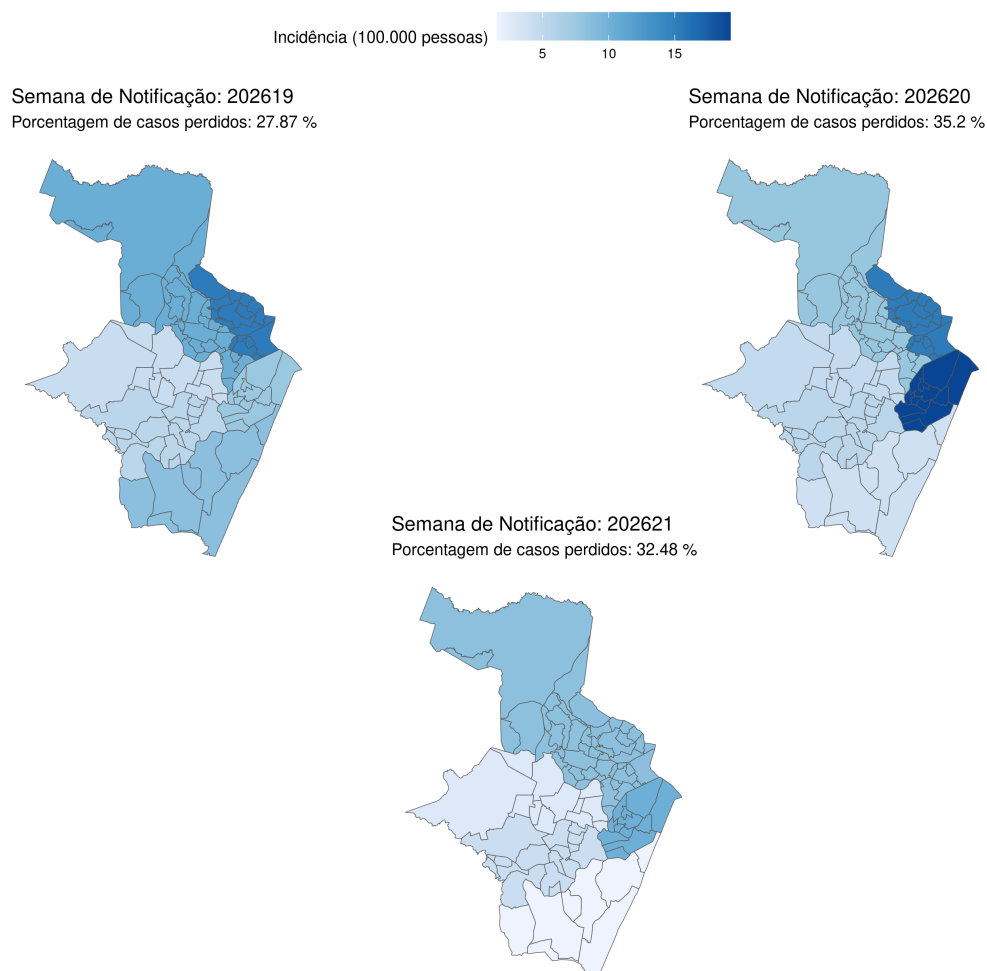 Incidência (100.000 pessoas)
5 10 15
Semana de Notificação: 202619
Porcentagem de casos perdidos: 27.87 %
Semana de Notificação: 202620
Porcentagem de casos perdidos: 35.2 %
Semana de Notificação: 202621
Porcentagem de casos perdidos: 32.48 %